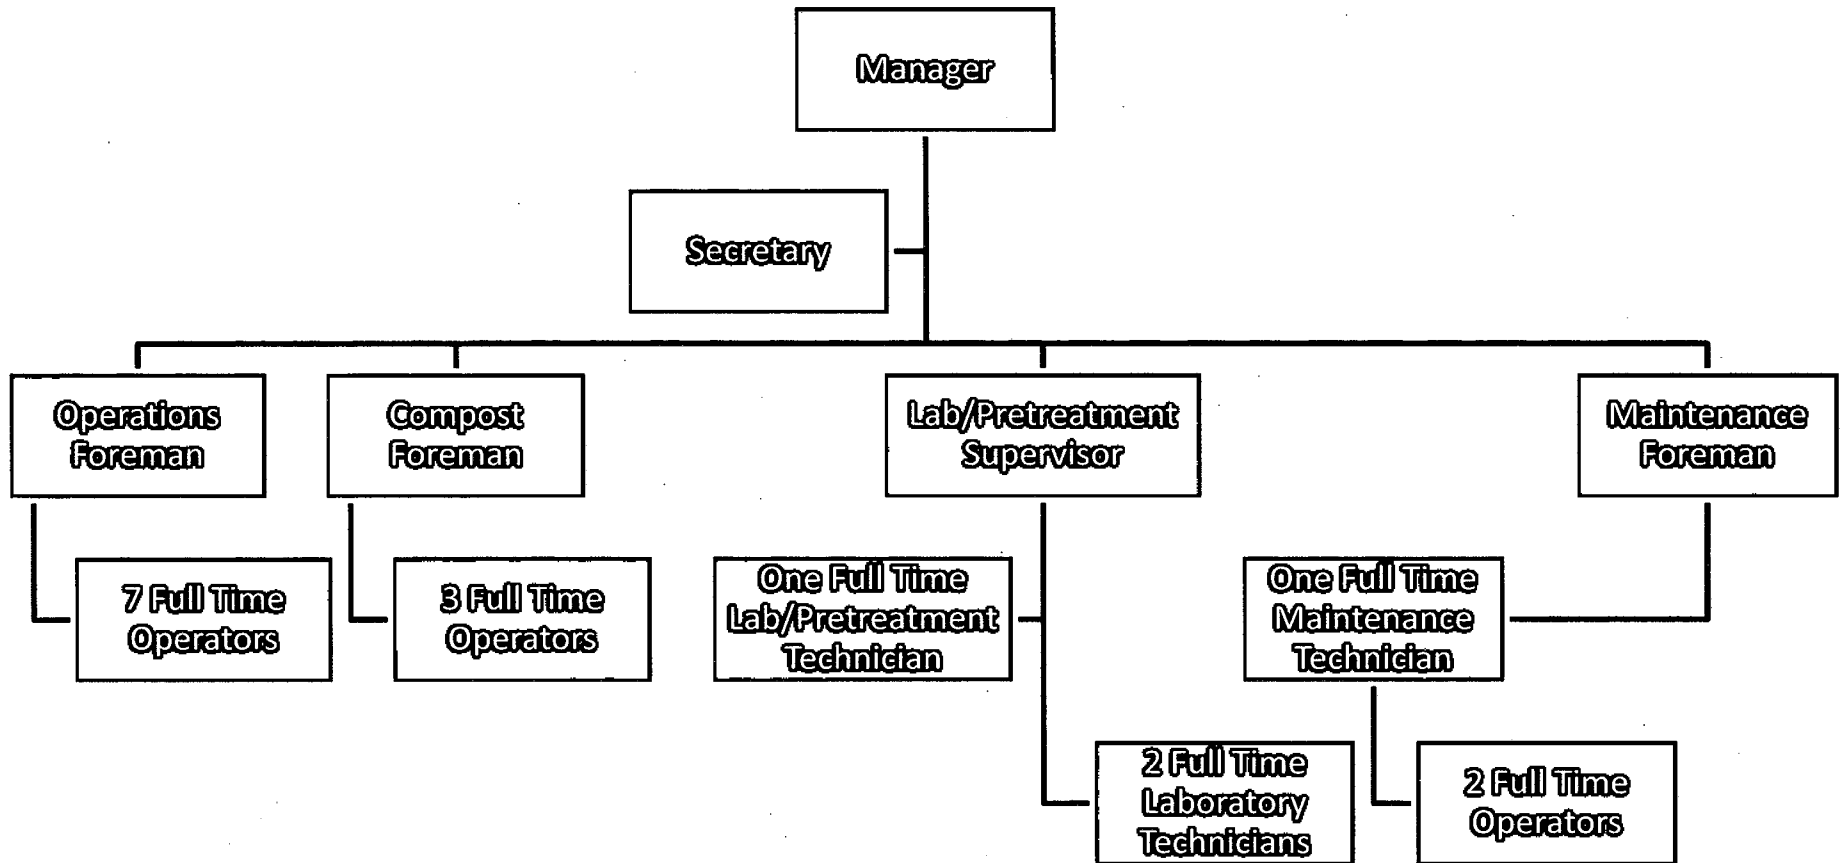 Manager
Secretary
Operations
Foreman
Compost
Foreman
Lab/Pretreatment
Supervisor
Maintenance
Foreman
7 Full Time
Operators
3 Full Time
Operators
One Full Time
Lab/Pretreatment
Technician
One Full Time
Maintenance
Technician
2 Full Time
Laboratory
Technicians
2 Full Time
Operators